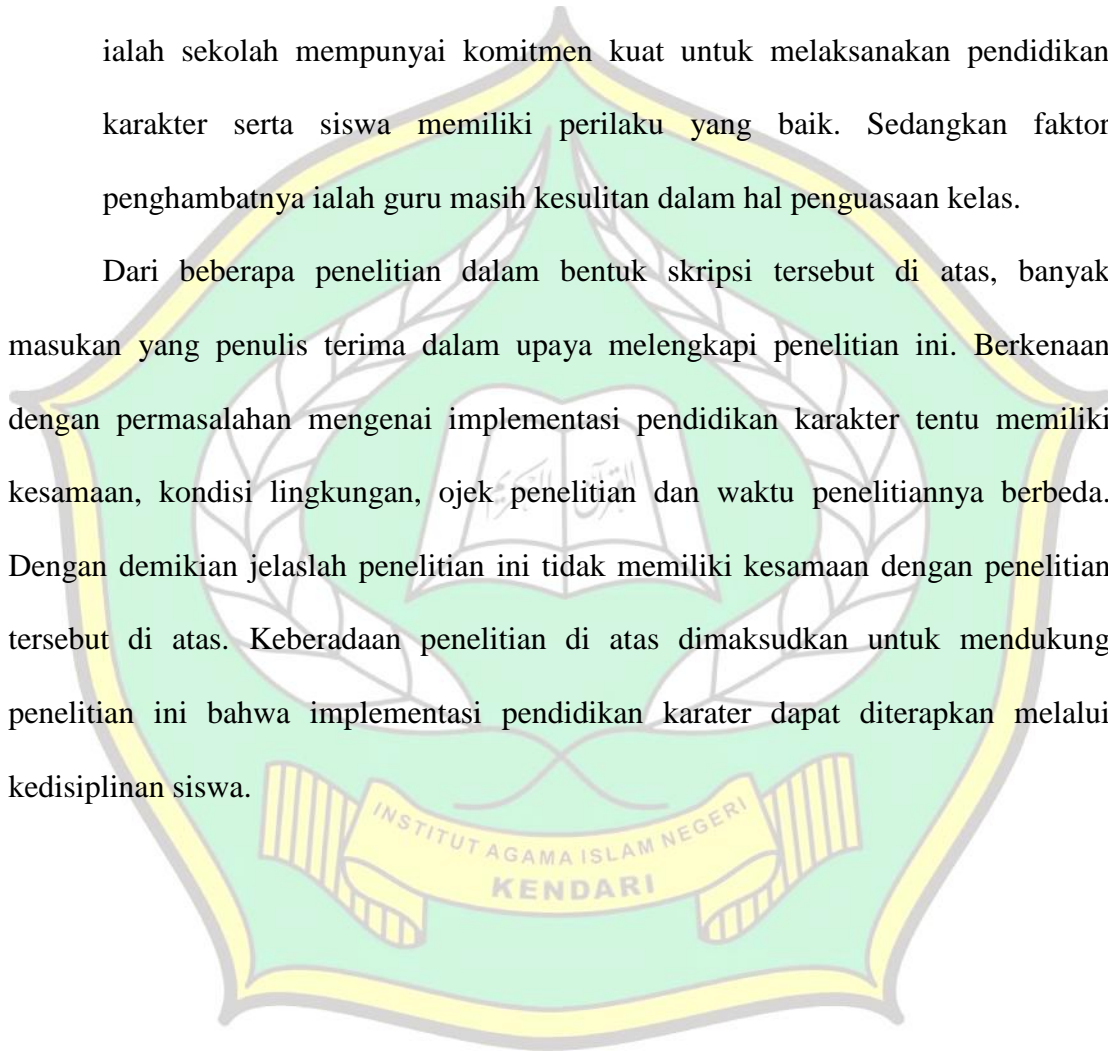 ialah sekolah mempunyai komitmen kuat untuk melaksanakan pendidikan
karakter serta siswa memiliki perilaku yang baik. Sedangkan faktor
penghambatnya ialah guru masih kesulitan dalam hal penguasaan kelas.
Dari beberapa penelitian dalam bentuk skripsi tersebut di atas, banyak
masukan yang penulis terima dalam upaya melengkapi penelitian ini. Berkenaan
dengan permasalahan mengenai implementasi pendidikan karakter tentu memiliki
kesamaan, kondisi lingkungan, ojek penelitian dan waktu penelitiannya berbeda.
Dengan demikian jelaslah penelitian ini tidak memiliki kesamaan dengan penelitian
tersebut di atas. Keberadaan penelitian di atas dimaksudkan untuk mendukung
penelitian ini bahwa implementasi pendidikan karater dapat diterapkan melalui
kedisiplinan siswa.
القرآن الكريم
INSTITUT AGAMA ISLAM NEGERI
KENDARI